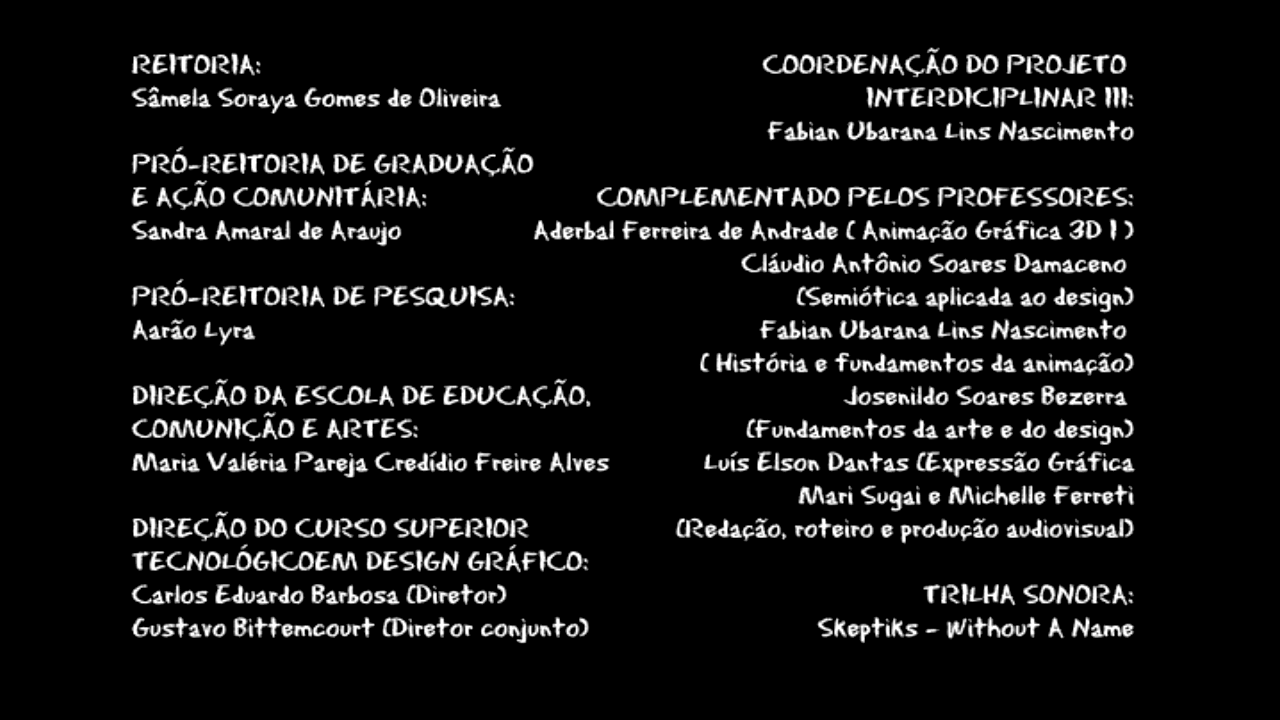 REITORIA:
Sâmela Soraya Gomes de Oliveira
PRÓ-REITORIA DE GRADUAÇÃO
E AÇÃO COMUNITÁRIA:
Sandra Amaral de Araujo
PRÓ-REITORIA DE PESQUISA:
Aarão Lyra
DIREÇÃO DA ESCOLA DE EDUCAÇÃO,
COMUNIÇÃO E ARTES:
Maria Valéria Pareja Credídio Freire Alves
DIREÇÃO DO CURSO SUPERIOR
TECNOLÓGICOEM DESIGN GRÁFICO:
Carlos Eduardo Barbosa (Diretor)
Gustavo Bittemcourt (Diretor conjunto)
COORDENAÇÃO DO PROJETO
INTERDICIPLINAR III:
Fabian Ubarana Lins Nascimento
COMPLEMENTADO PELOS PROFESSORES:
Aderbal Ferreira de Andrade ( Animação Gráfica 3D I )
Cláudio Antônio Soares Damaceno
(Semiótica aplicada ao design)
Fabian Ubarana Lins Nascimento
( História e fundamentos da animação)
Josenildo Soares Bezerra
(Fundamentos da arte e do design)
Luís Elson Dantas (Expressão Gráfica
Mari Sugai e Michelle Ferreti
(Redação, roteiro e produção audiovisual)
TRILHA SONORA:
Skeptiks - Without A Name